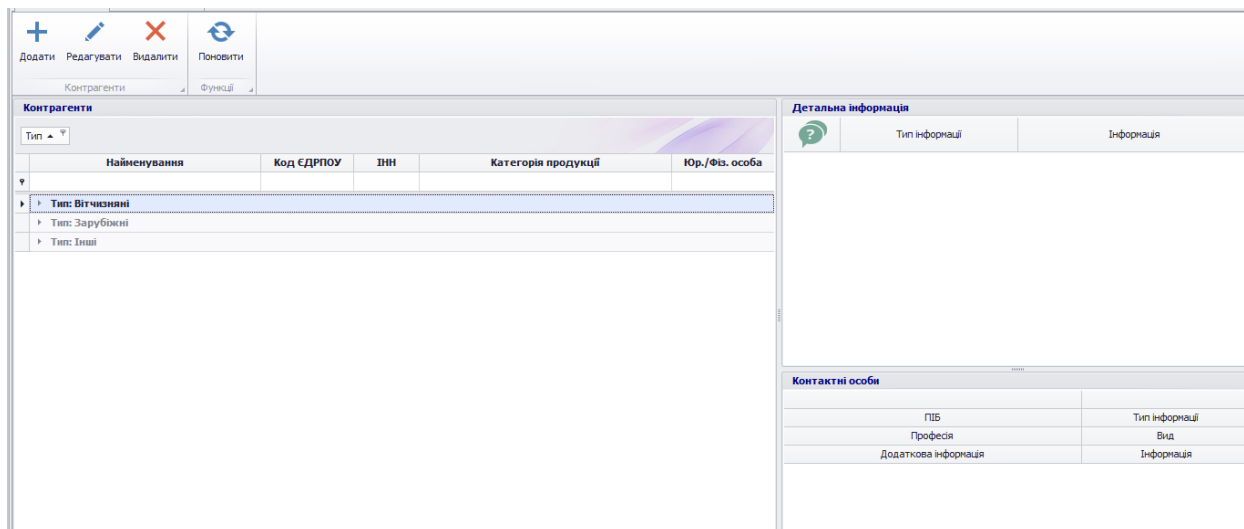 Додати Редагувати Видалити Поновити
Контрагенти Функції
Контрагенти
Тип
Найменування Код ЄДРПОУ ІНН Категорія продукції Юр./Фіз. особа
Тип: Вітчизняні
Тип: Зарубіжні
Тип: Інші
Детальна інформація
? Тип інформації Інформація
Контактні особи
ПІБ Тип інформації
Професія Вид
Додаткова інформація Інформація